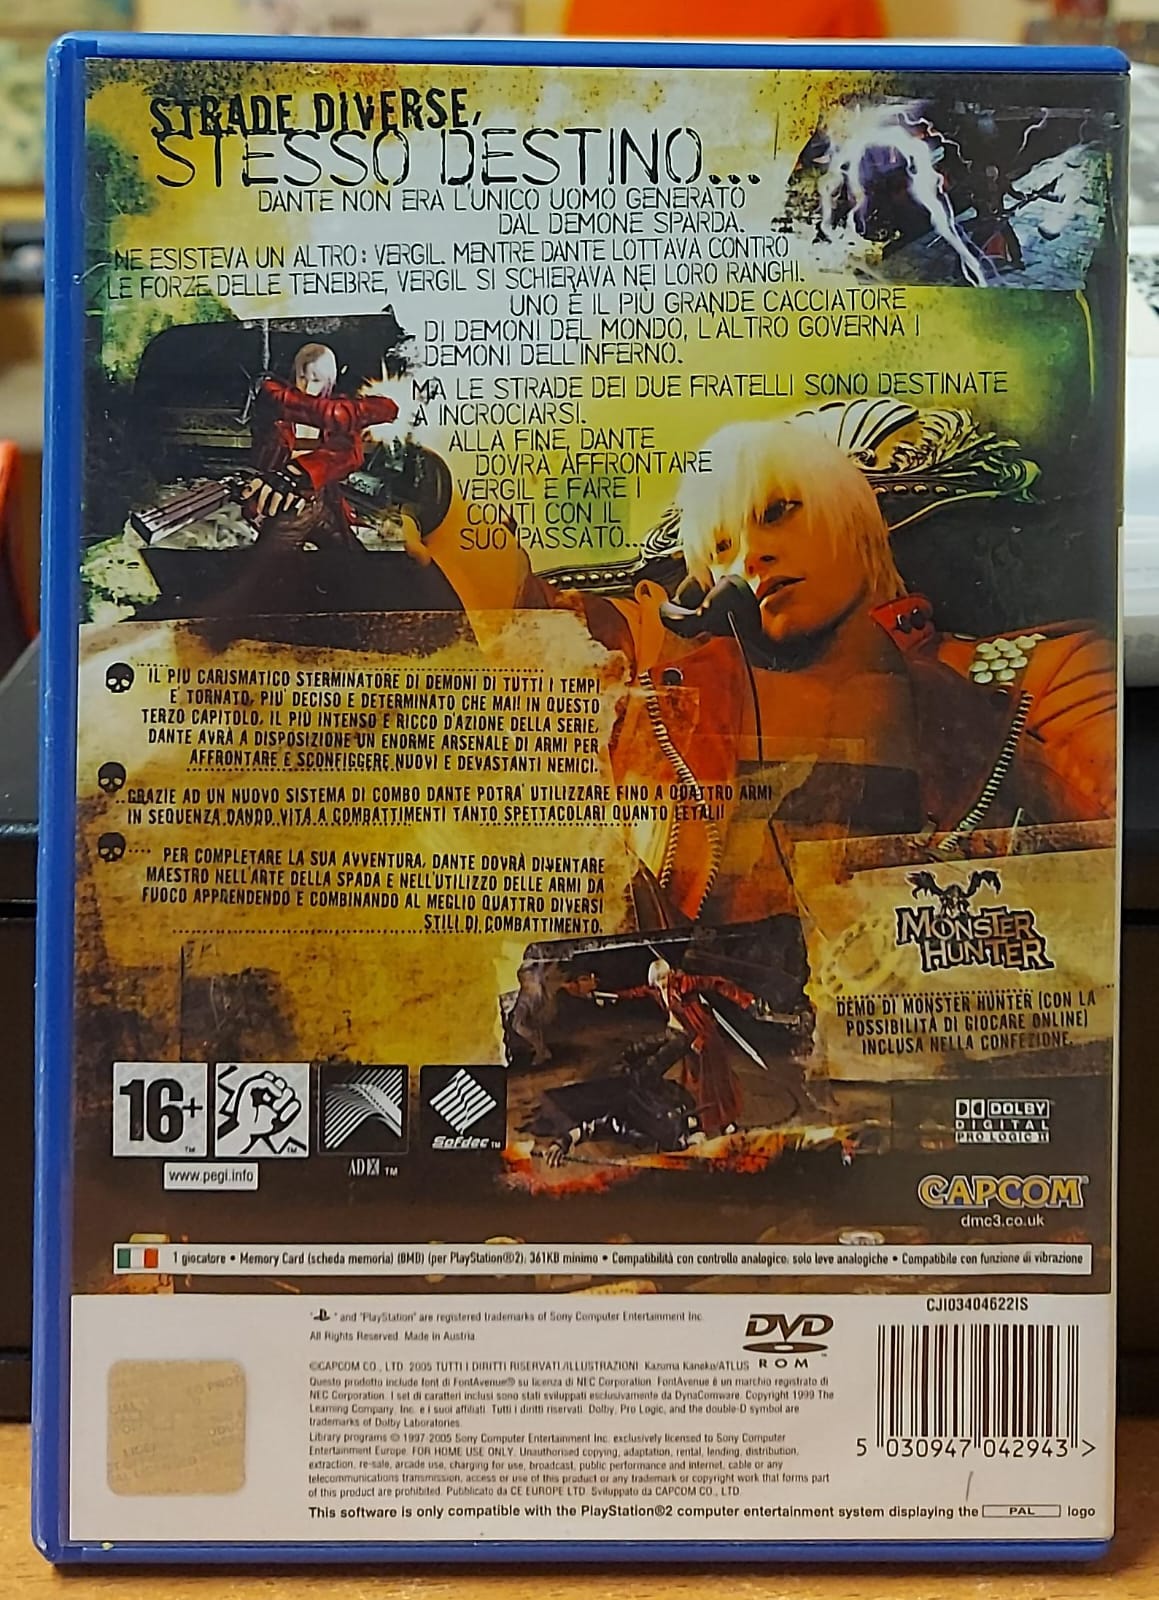 STRADE DIVERSE,
STESSO DESTINO...
DANTE NON ERA L'UNICO UOMO GENERATO
DAL DEMONE SPARDA.
NE ESISTEVA UN ALTRO: VERGIL. MENTRE DANTE LOTTAVA CONTRO
LE FORZE DELLE TENEBRE, VERGIL SI SCHIERAVA NEI LORO RANGHI.
UNO È IL PIÙ GRANDE CACCIATORE
DI DEMONI DEL MONDO, L'ALTRO GOVERNA I
DEMONI DELL'INFERNO.
MA LE STRADE DEI DUE FRATELLI SONO DESTINATE
A INCROCIARSI.
ALLA FINE, DANTE
DOVRÀ AFFRONTARE
VERGIL E FARE I
CONTI CON IL
SUO PASSATO...
IL PIÙ CARISMATICO STERMINATORE DI DEMONI DI TUTTI I TEMPI
E' TORNATO, PIU' DECISO E DETERMINATO CHE MAI! IN QUESTO
TERZO CAPITOLO, IL PIÙ INTENSO E RICCO D'AZIONE DELLA SERIE,
DANTE AVRÀ A DISPOSIZIONE UN ENORME ARSENALE DI ARMI PER
AFFRONTARE E SCONFIGGERE NUOVI E DEVASTANTI NEMICI.
GRAZIE AD UN NUOVO SISTEMA DI COMBO DANTE POTRA' UTILIZZARE FINO A QUATTRO ARMI
IN SEQUENZA DANDO VITA A COMBATTIMENTI TANTO SPETTACOLARI QUANTO LETALI!
PER COMPLETARE LA SUA AVVENTURA, DANTE DOVRÀ DIVENTARE
MAESTRO NELL'ARTE DELLA SPADA E NELL'UTILIZZO DELLE ARMI DA
FUOCO APPRENDENDO E COMBINANDO AL MEGLIO QUATTRO DIVERSI
STILI DI COMBATTIMENTO.
MONSTER
HUNTER
DEMO DI MONSTER HUNTER (CON LA
POSSIBILITÀ DI GIOCARE ONLINE)
INCLUSA NELLA CONFEZIONE.
16+
www.pegi.info
ADX TM
Sofdec TM
DOLBY
DIGITAL
PRO LOGIC II
CAPCOM
dmc3.co.uk
1 giocatore • Memory Card (scheda memoria) (8MB) (per PlayStation®2): 361KB minimo • Compatibilità con controllo analogico: solo leve analogiche • Compatibile con funzione di vibrazione
" " and "PlayStation" are registered trademarks of Sony Computer Entertainment Inc.
All Rights Reserved. Made in Austria.
DVD
ROM
CJI03404622IS
©CAPCOM CO., LTD. 2005 TUTTI I DIRITTI RISERVATI./ILLUSTRAZIONI: Kazuma Kaneko/ATLUS
Questo prodotto include font di FontAvenue® su licenza di NEC Corporation. FontAvenue è un marchio registrato di
NEC Corporation. I set di caratteri inclusi sono stati sviluppati esclusivamente da DynaComware. Copyright 1999 The
Learning Company, Inc. e i suoi affiliati. Tutti i diritti riservati. Dolby, Pro Logic, and the double-D symbol are
trademarks of Dolby Laboratories.
Library programs © 1997-2005 Sony Computer Entertainment Inc. exclusively licensed to Sony Computer
Entertainment Europe. FOR HOME USE ONLY. Unauthorised copying, adaptation, rental, lending, distribution,
extraction, re-sale, arcade use, charging for use, broadcast, public performance and internet, cable or any
telecommunications transmission, access or use of this product or any trademark or copyright work that forms part
of this product are prohibited. Pubblicato da CE EUROPE LTD. Sviluppato da CAPCOM CO., LTD.
5 030947 042943 >
This software is only compatible with the PlayStation®2 computer entertainment system displaying the PAL logo